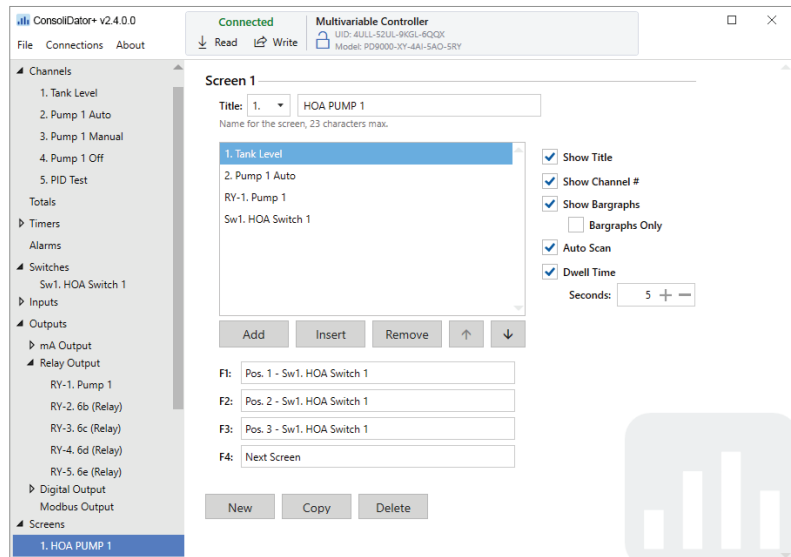 ConsoliDator+ v2.4.0.0
File Connections About
Connected
Read Write
Multivariable Controller
UID: 4ULL-52UL-9KGL-6QQX
Model: PD9000-XY-4AI-5AO-5RY
Channels
1. Tank Level
2. Pump 1 Auto
3. Pump 1 Manual
4. Pump 1 Off
5. PID Test
Totals
Timers
Alarms
Switches
Sw1. HOA Switch 1
Inputs
Outputs
mA Output
Relay Output
RY-1. Pump 1
RY-2. 6b (Relay)
RY-3. 6c (Relay)
RY-4. 6d (Relay)
RY-5. 6e (Relay)
Digital Output
Modbus Output
Screens
1. HOA PUMP 1
Screen 1
Title: 1. HOA PUMP 1
Name for the screen, 23 characters max.
1. Tank Level
2. Pump 1 Auto
RY-1. Pump 1
Sw1. HOA Switch 1
Add Insert Remove
Show Title
Show Channel #
Show Bargraphs
Bargraphs Only
Auto Scan
Dwell Time
Seconds: 5
F1: Pos. 1 - Sw1. HOA Switch 1
F2: Pos. 2 - Sw1. HOA Switch 1
F3: Pos. 3 - Sw1. HOA Switch 1
F4: Next Screen
New Copy Delete